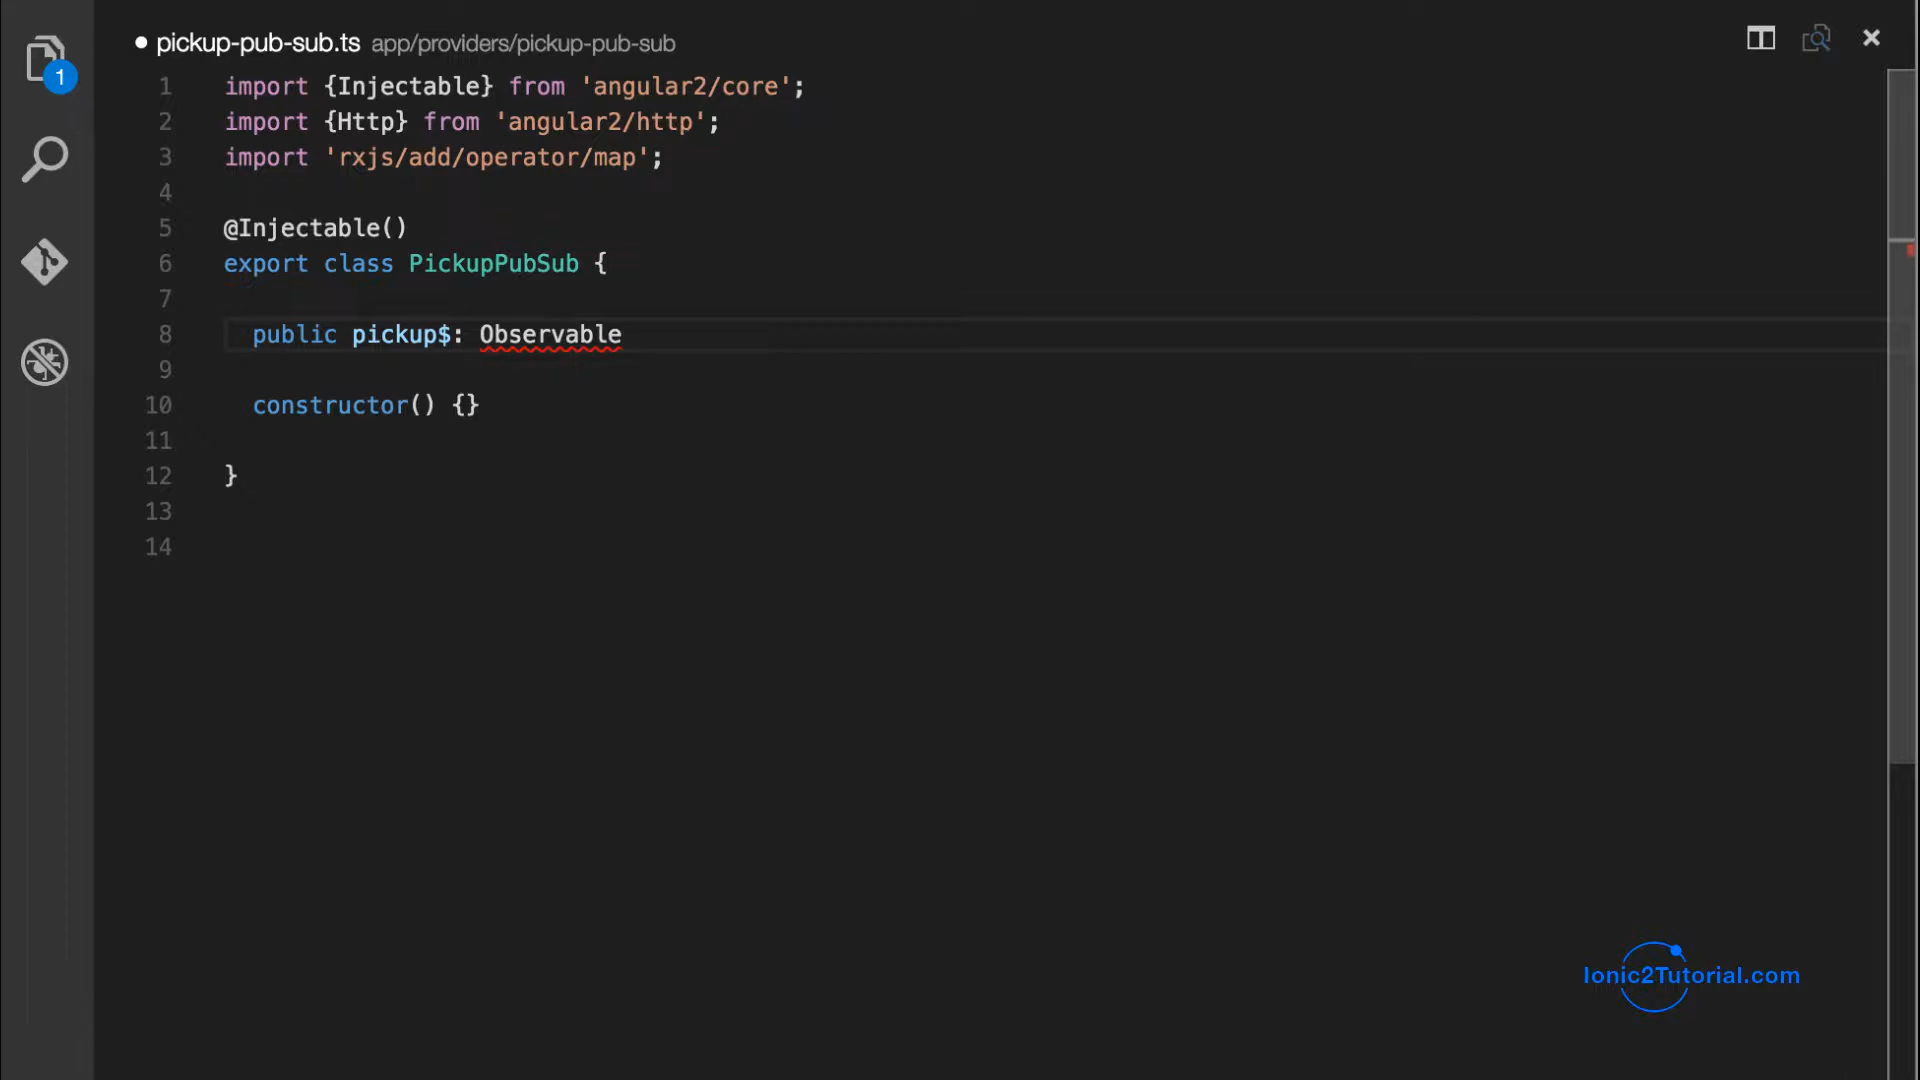 pickup-pub-sub.ts app/providers/pickup-pub-sub
1
1 import {Injectable} from 'angular2/core';
2 import {Http} from 'angular2/http';
3 import 'rxjs/add/operator/map';
4
5 @Injectable()
6 export class PickupPubSub {
7
8 public pickup$: Observable
9
10 constructor() {}
11
12 }
13
14
Ionic2Tutorial.com